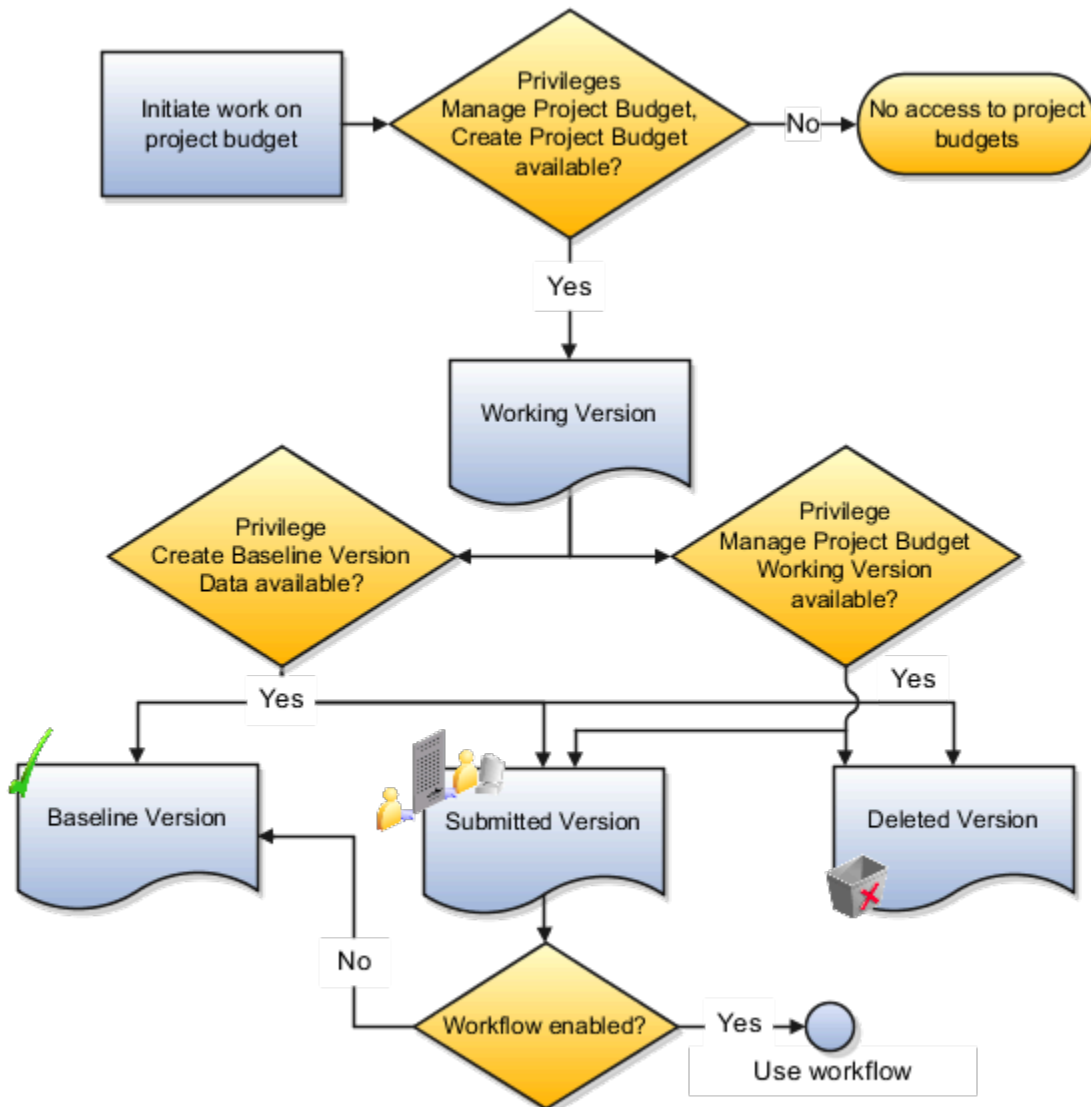 Initiate work on
project budget
Privileges
Manage Project Budget,
Create Project Budget
available?
No
No access to project
budgets
Yes
Working Version
Privilege
Create Baseline Version
Data available?
Privilege
Manage Project Budget
Working Version
available?
Yes
Yes
Baseline Version
Submitted Version
Deleted Version
No
Workflow enabled?
Yes
Use workflow